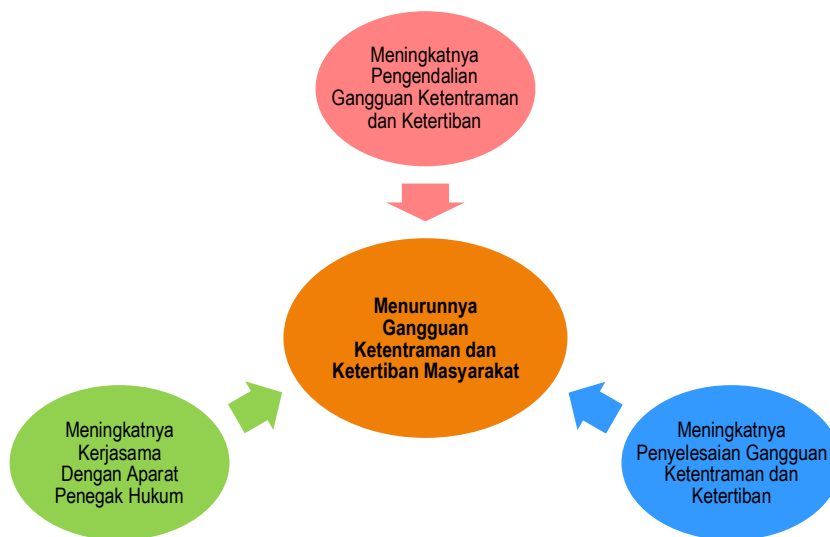 Meningkatnya
Pengendalian
Gangguan Ketentraman
dan Ketertiban
Menurunnya
Gangguan
Ketentraman dan
Ketertiban Masyarakat
Meningkatnya
Kerjasama
Dengan Aparat
Penegak Hukum
Meningkatnya
Penyelesaian Gangguan
Ketentraman dan
Ketertiban